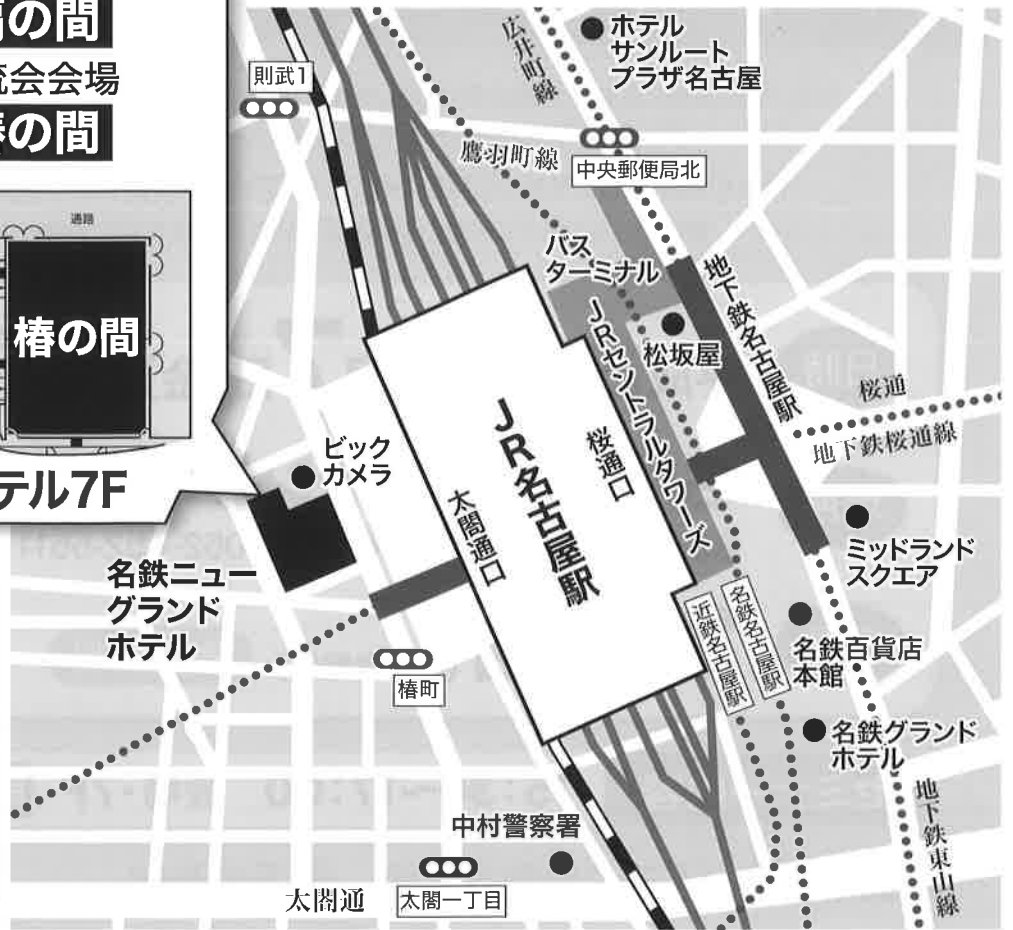 の間
流会会場
の間
通路
椿の間
テル7F
則武1
広井町線
ホテル
サンルート
プラザ名古屋
鷹羽町線
中央郵便局北
バス
ターミナル
地下鉄名古屋駅
松坂屋
JRセントラルタワーズ
桜通
地下鉄桜通線
桜通口
JR名古屋駅
太閤通口
ビック
カメラ
名鉄ニュー
グランド
ホテル
ミッドランド
スクエア
名鉄名古屋駅
近鉄名古屋駅
名鉄百貨店
本館
椿町
名鉄グランド
ホテル
地下鉄東山線
中村警察署
太閤通
太閤一丁目